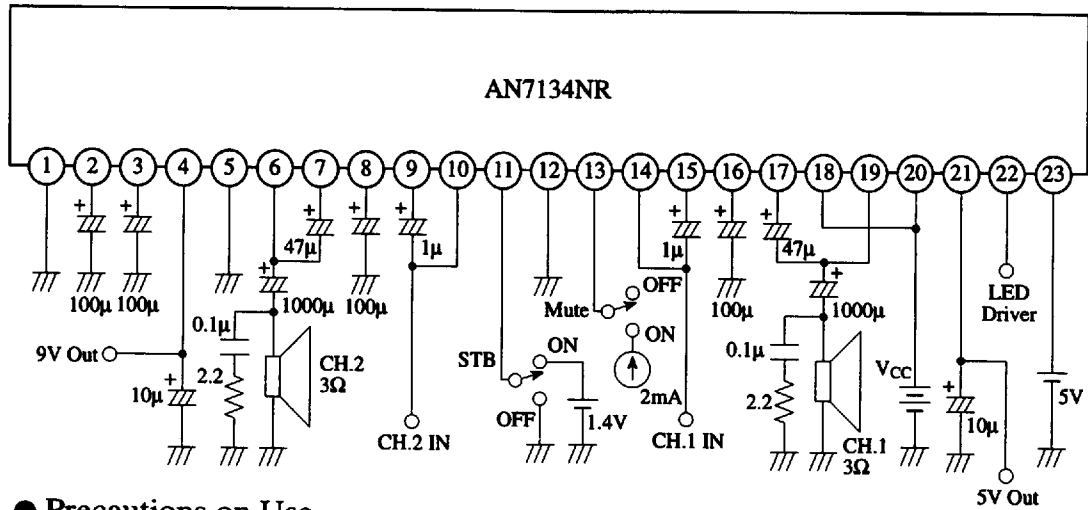 AN7134NR
1 2 3 4 5 6 7 8 9 10 11 12 13 14 15 16 17 18 19 20 21 22 23
+ + + + + + + + +
47μ 1μ 1μ 47μ
100μ 100μ + 1000μ 100μ OFF 100μ + 1000μ LED
Mute Driver
0.1μ ON 0.1μ
9V Out STB ON VCC
CH.2
3Ω
+ 10μ 2.2 OFF 1.4V 2mA 2.2 + 10μ 5V
CH.2 IN CH.1 IN CH.1
3Ω
5V Out
● Precautions on Use